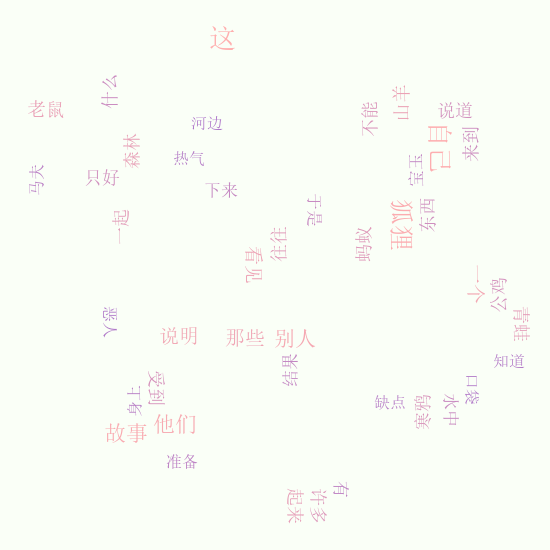 这
什么
老鼠
山羊
不能
说道
河边
自己
来到
森林
热气
宝玉
只好
马夫
下来
东西
狐狸
于是
一起
往往
蚂蚁
看见
一个
公鸡
恶人
青蛙
说明
那些
别人
知道
结果
口袋
受到
上身
缺点
寒鸦
水中
他们
故事
准备
有
起来
许多